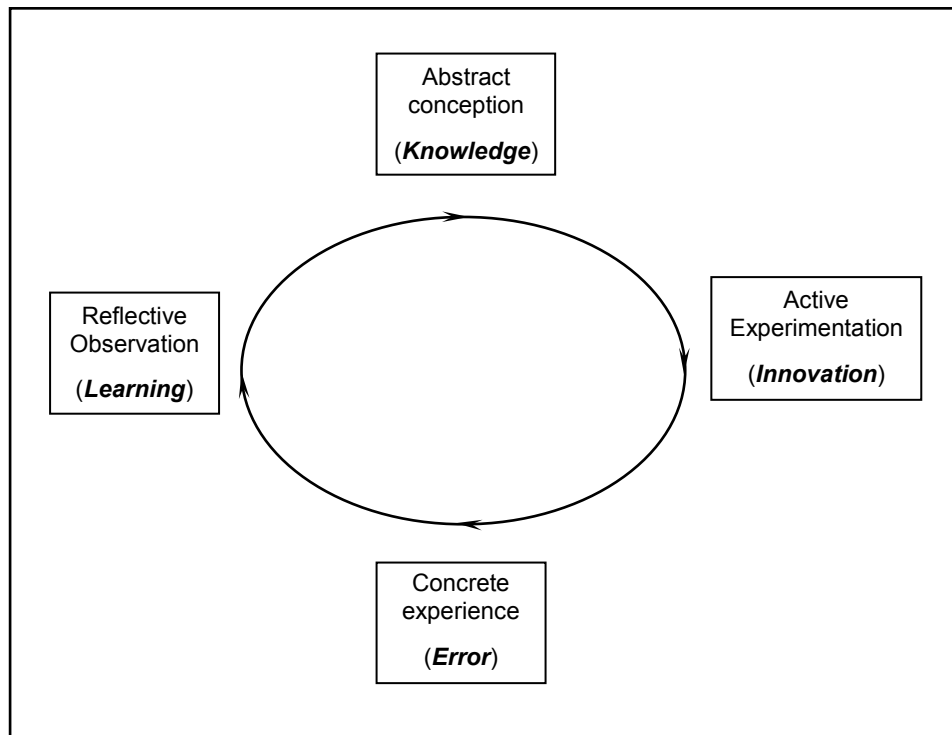 Abstract
conception
(Knowledge)
Reflective
Observation
(Learning)
Active
Experimentation
(Innovation)
Concrete
experience
(Error)